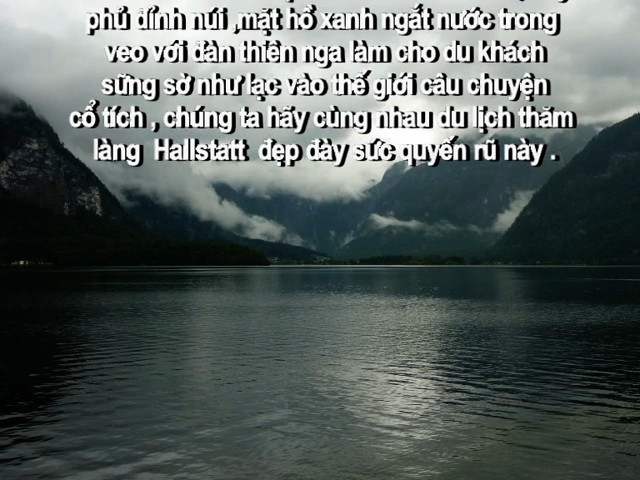 phủ đỉnh núi ,mặt hồ xanh ngắt nước trong
veo với đàn thiên nga làm cho du khách
sững sờ như lạc vào thế giới câu chuyện
cổ tích , chúng ta hãy cùng nhau du lịch thăm
làng Hallstatt đẹp đầy sức quyến rũ này .